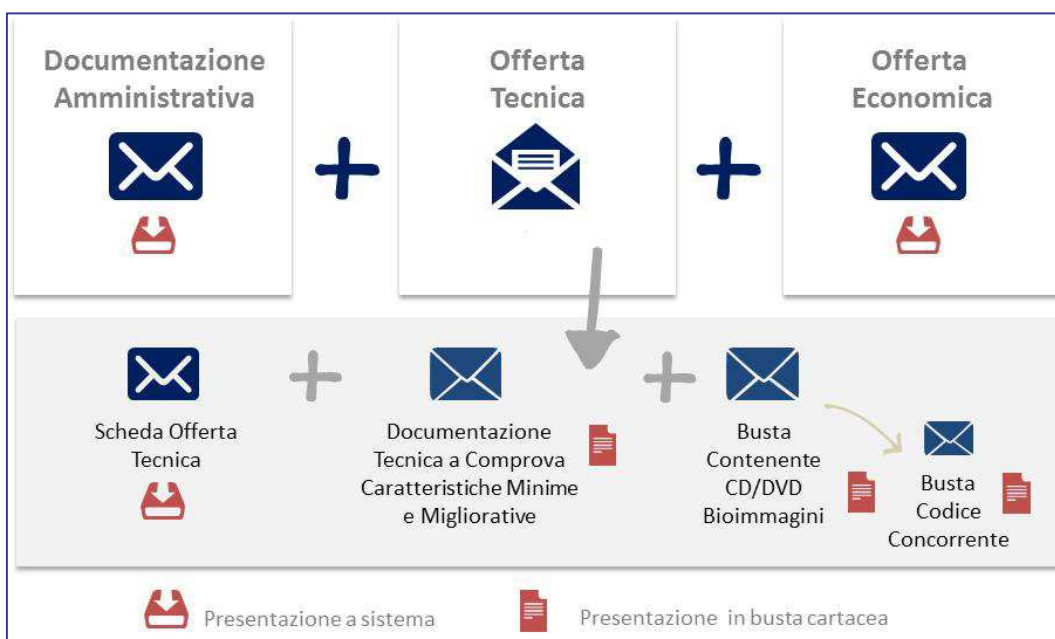 Documentazione
Amministrativa
Offerta
Tecnica
Offerta
Economica
Scheda Offerta
Tecnica
Documentazione
Tecnica a Comprova
Caratteristiche Minime
e Migliorative
Busta
Contenente
CD/DVD
Bioimmagini
Busta
Codice
Concorrente
Presentazione a sistema
Presentazione in busta cartacea